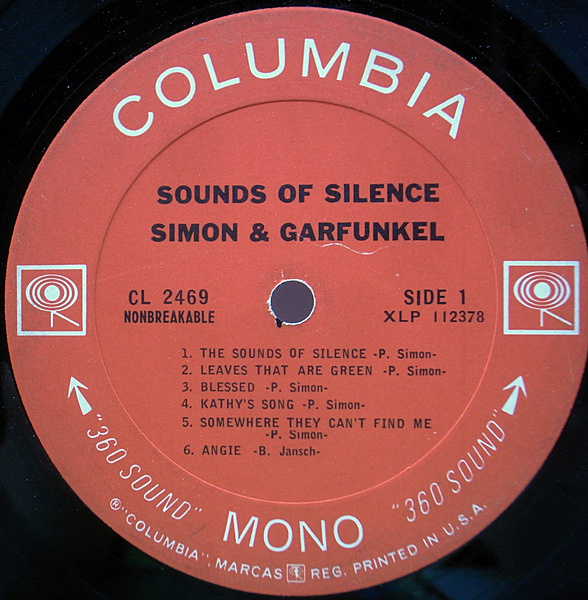 COLUMBIA
SOUNDS OF SILENCE
SIMON & GARFUNKEL
CL 2469
NONBREAKABLE
SIDE 1
XLP 112378
1. THE SOUNDS OF SILENCE -P. Simon-
2. LEAVES THAT ARE GREEN -P. Simon-
3. BLESSED -P. Simon-
4. KATHY'S SONG -P. Simon-
5. SOMEWHERE THEY CAN'T FIND ME
-P. Simon-
6. ANGIE -B. Jansch-
"360 SOUND"
MONO
"360 SOUND"
®"COLUMBIA", MARCAS REG. PRINTED IN U.S.A.